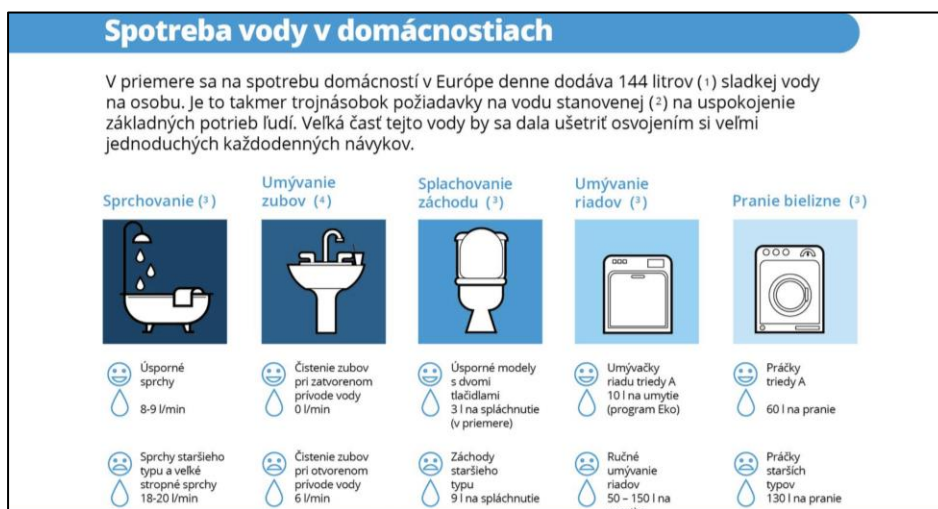 Spotreba vody v domácnostiach
V priemere sa na spotrebu domácností v Európe denne dodáva 144 litrov (1) sladkej vody
na osobu. Je to takmer trojnásobok požiadavky na vodu stanovenej (2) na uspokojenie
základných potrieb ľudí. Veľká časť tejto vody by sa dala ušetriť osvojením si veľmi
jednoduchých každodenných návykov.
Sprchovanie (3)
Umývanie
zubov (4)
Splachovanie
záchodu (3)
Umývanie
riadov (3)
Pranie bielizne (3)
Úsporné
sprchy
8-9 l/min
Čistenie zubov
pri zatvorenom
prívode vody
0 l/min
Úsporné modely
s dvomi
tlačidlami
3 l na spláchnutie
(v priemere)
Umývačky
riadu triedy A
10 l na umytie
(program Eko)
Práčky
triedy A
60 l na pranie
Sprchy staršieho
typu a veľké
stropné sprchy
18-20 l/min
Čistenie zubov
pri otvorenom
prívode vody
6 l/min
Záchody
staršieho
typu
9 l na spláchnutie
Ručné
umývanie
riadov
50 – 150 l na
Práčky
starších
typov
130 l na pranie